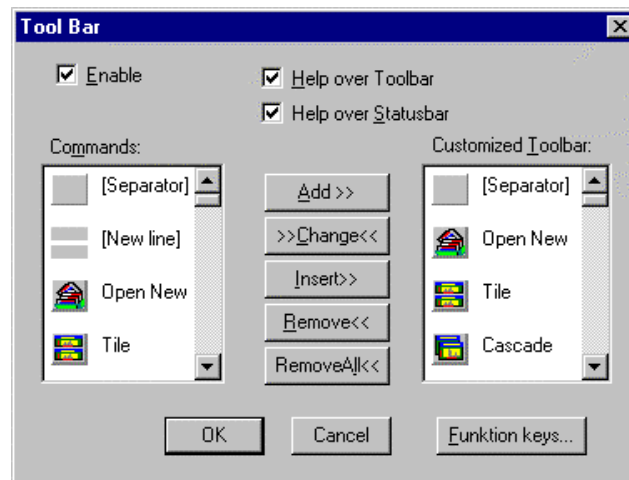 Tool Bar
Enable
Help over Toolbar
Help over Statusbar
Commands:
Customized Toolbar:
[Separator]
[New line]
Open New
Tile
Add >>
>>Change<<
Insert>>
Remove<<
RemoveAll<<
[Separator]
Open New
Tile
Cascade
OK
Cancel
Funktion keys...